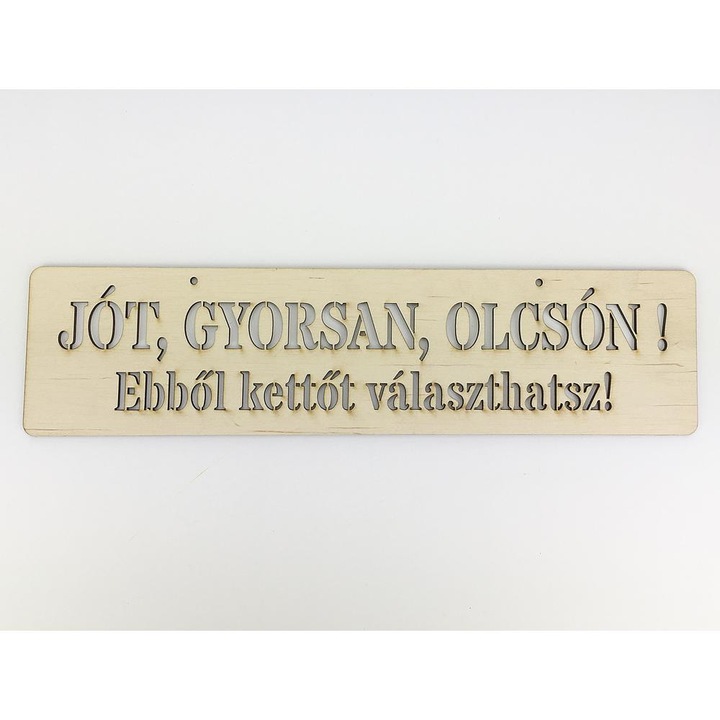 JÓT, GYORSAN, OLCSÓN !
Ebből kettőt választhatsz!